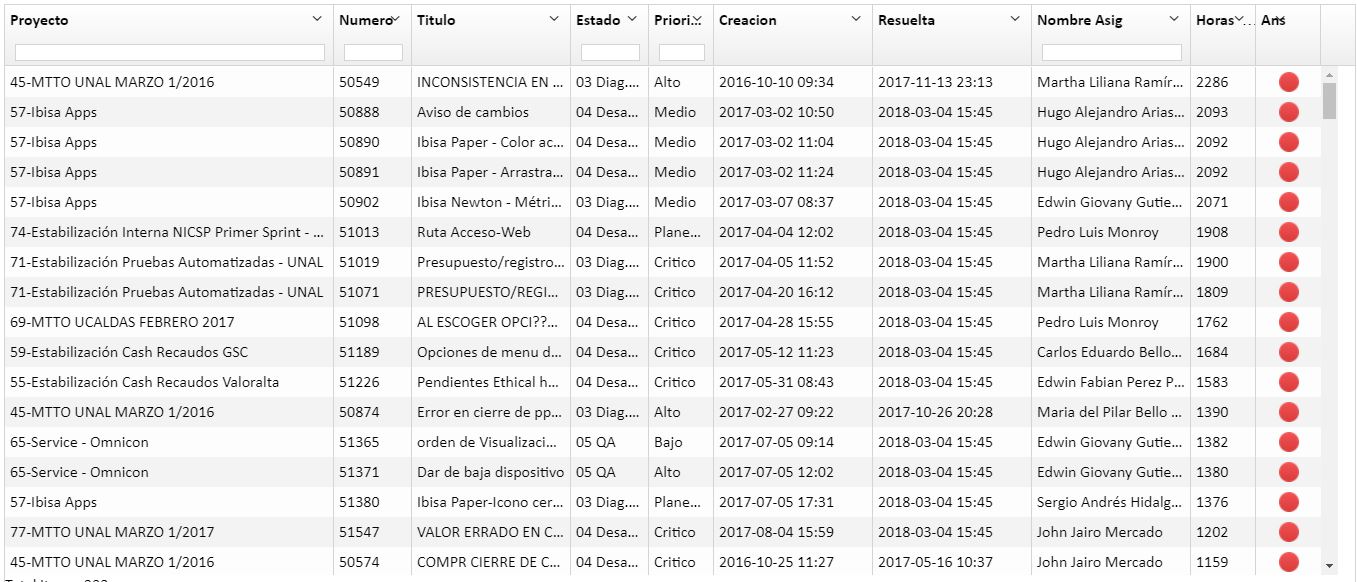 Proyecto Numero Titulo Estado Priori... Creacion Resuelta Nombre Asig Horas... Ans
45-MTTO UNAL MARZO 1/2016 50549 INCONSISTENCIA EN ... 03 Diag.... Alto 2016-10-10 09:34 2017-11-13 23:13 Martha Liliana Ramír... 2286
57-Ibisa Apps 50888 Aviso de cambios 04 Desa... Medio 2017-03-02 10:50 2018-03-04 15:45 Hugo Alejandro Arias... 2093
57-Ibisa Apps 50890 Ibisa Paper - Color ac... 04 Desa... Medio 2017-03-02 11:04 2018-03-04 15:45 Hugo Alejandro Arias... 2092
57-Ibisa Apps 50891 Ibisa Paper - Arrastra... 04 Desa... Medio 2017-03-02 11:24 2018-03-04 15:45 Hugo Alejandro Arias... 2092
57-Ibisa Apps 50902 Ibisa Newton - Métri... 03 Diag.... Medio 2017-03-07 08:37 2018-03-04 15:45 Edwin Giovany Gutie... 2071
74-Estabilización Interna NICSP Primer Sprint - ... 51013 Ruta Acceso-Web 04 Desa... Plane... 2017-04-04 12:02 2018-03-04 15:45 Pedro Luis Monroy 1908
71-Estabilización Pruebas Automatizadas - UNAL 51019 Presupuesto/registro... 03 Diag.... Critico 2017-04-05 11:52 2018-03-04 15:45 Martha Liliana Ramír... 1900
71-Estabilización Pruebas Automatizadas - UNAL 51071 PRESUPUESTO/REGI... 03 Diag.... Critico 2017-04-20 16:12 2018-03-04 15:45 Martha Liliana Ramír... 1809
69-MTTO UCALDAS FEBRERO 2017 51098 AL ESCOGER OPCI??... 04 Desa... Critico 2017-04-28 15:55 2018-03-04 15:45 Pedro Luis Monroy 1762
59-Estabilización Cash Recaudos GSC 51189 Opciones de menu d... 04 Desa... Critico 2017-05-12 11:23 2018-03-04 15:45 Carlos Eduardo Bello... 1684
55-Estabilización Cash Recaudos Valoralta 51226 Pendientes Ethical h... 04 Desa... Critico 2017-05-31 08:43 2018-03-04 15:45 Edwin Fabian Perez P... 1583
45-MTTO UNAL MARZO 1/2016 50874 Error en cierre de pp... 03 Diag.... Alto 2017-02-27 09:22 2017-10-26 20:28 Maria del Pilar Bello ... 1390
65-Service - Omnicon 51365 orden de Visualizaci... 05 QA Bajo 2017-07-05 09:14 2018-03-04 15:45 Edwin Giovany Gutie... 1382
65-Service - Omnicon 51371 Dar de baja dispositivo 05 QA Alto 2017-07-05 12:02 2018-03-04 15:45 Edwin Giovany Gutie... 1380
57-Ibisa Apps 51380 Ibisa Paper-Icono cer... 03 Diag.... Plane... 2017-07-05 17:31 2018-03-04 15:45 Sergio Andrés Hidalg... 1376
77-MTTO UNAL MARZO 1/2017 51547 VALOR ERRADO EN C... 04 Desa... Critico 2017-08-04 15:59 2018-03-04 15:45 John Jairo Mercado 1202
45-MTTO UNAL MARZO 1/2016 50574 COMPR CIERRE DE C... 04 Desa... Critico 2016-10-25 11:27 2017-05-16 10:37 John Jairo Mercado 1159